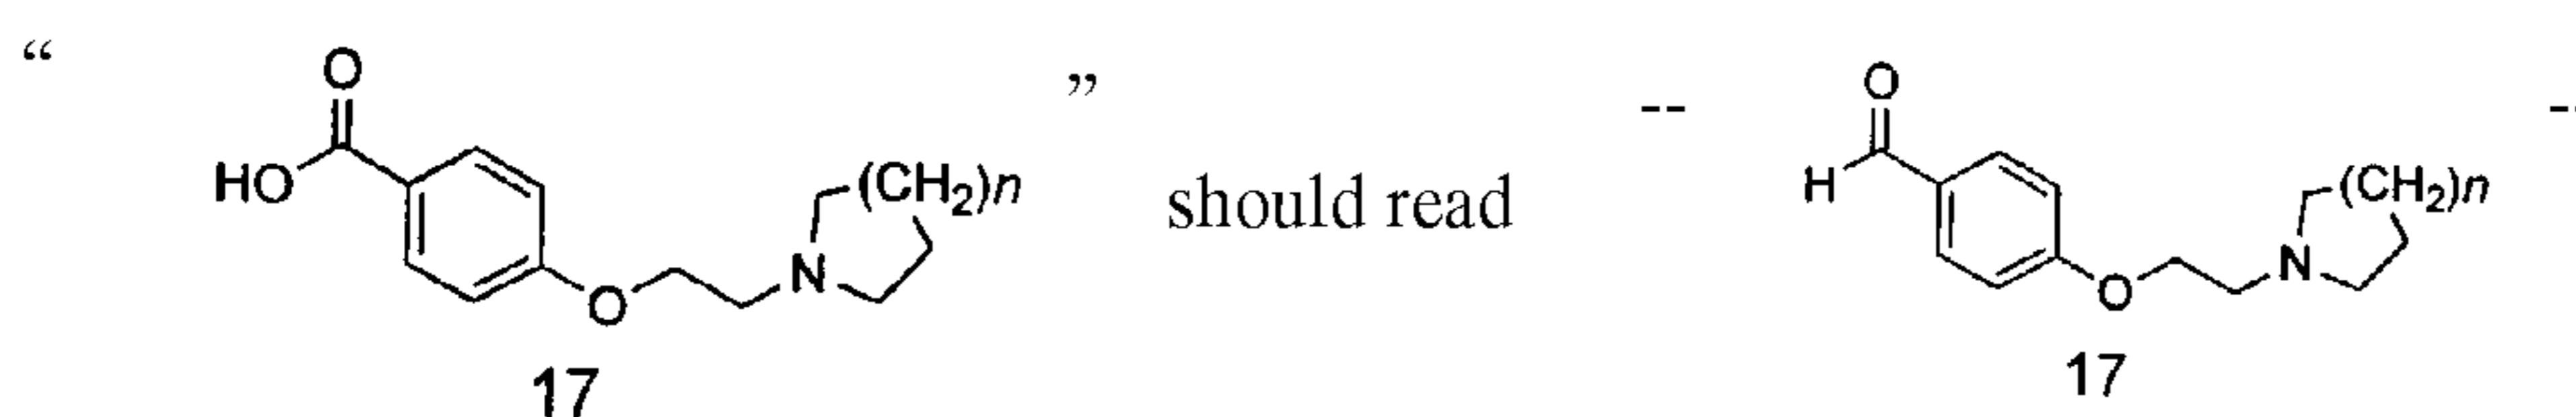 “ O HO (CH2)n N O ” should read -- O H (CH2)n N O --
17 17